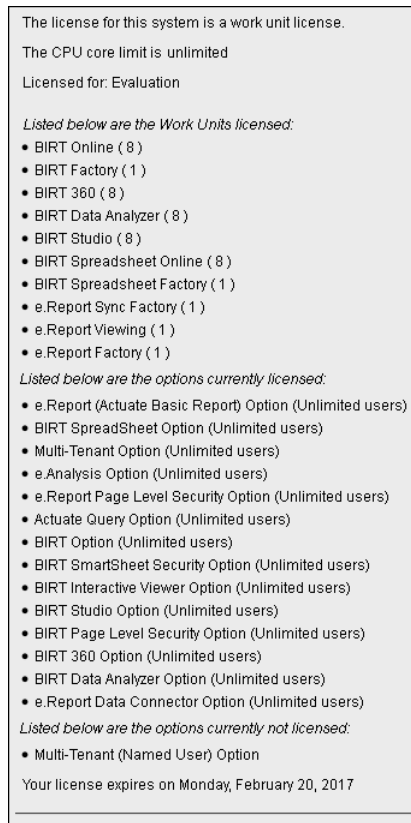 The license for this system is a work unit license.
The CPU core limit is unlimited
Licensed for: Evaluation
Listed below are the Work Units licensed:
• BIRT Online ( 8 )
• BIRT Factory ( 1 )
• BIRT 360 ( 8 )
• BIRT Data Analyzer ( 8 )
• BIRT Studio ( 8 )
• BIRT Spreadsheet Online ( 8 )
• BIRT Spreadsheet Factory ( 1 )
• e.Report Sync Factory ( 1 )
• e.Report Viewing ( 1 )
• e.Report Factory ( 1 )
Listed below are the options currently licensed:
• e.Report (Actuate Basic Report) Option (Unlimited users)
• BIRT SpreadSheet Option (Unlimited users)
• Multi-Tenant Option (Unlimited users)
• e.Analysis Option (Unlimited users)
• e.Report Page Level Security Option (Unlimited users)
• Actuate Query Option (Unlimited users)
• BIRT Option (Unlimited users)
• BIRT SmartSheet Security Option (Unlimited users)
• BIRT Interactive Viewer Option (Unlimited users)
• BIRT Studio Option (Unlimited users)
• BIRT Page Level Security Option (Unlimited users)
• BIRT 360 Option (Unlimited users)
• BIRT Data Analyzer Option (Unlimited users)
• e.Report Data Connector Option (Unlimited users)
Listed below are the options currently not licensed:
• Multi-Tenant (Named User) Option
Your license expires on Monday, February 20, 2017